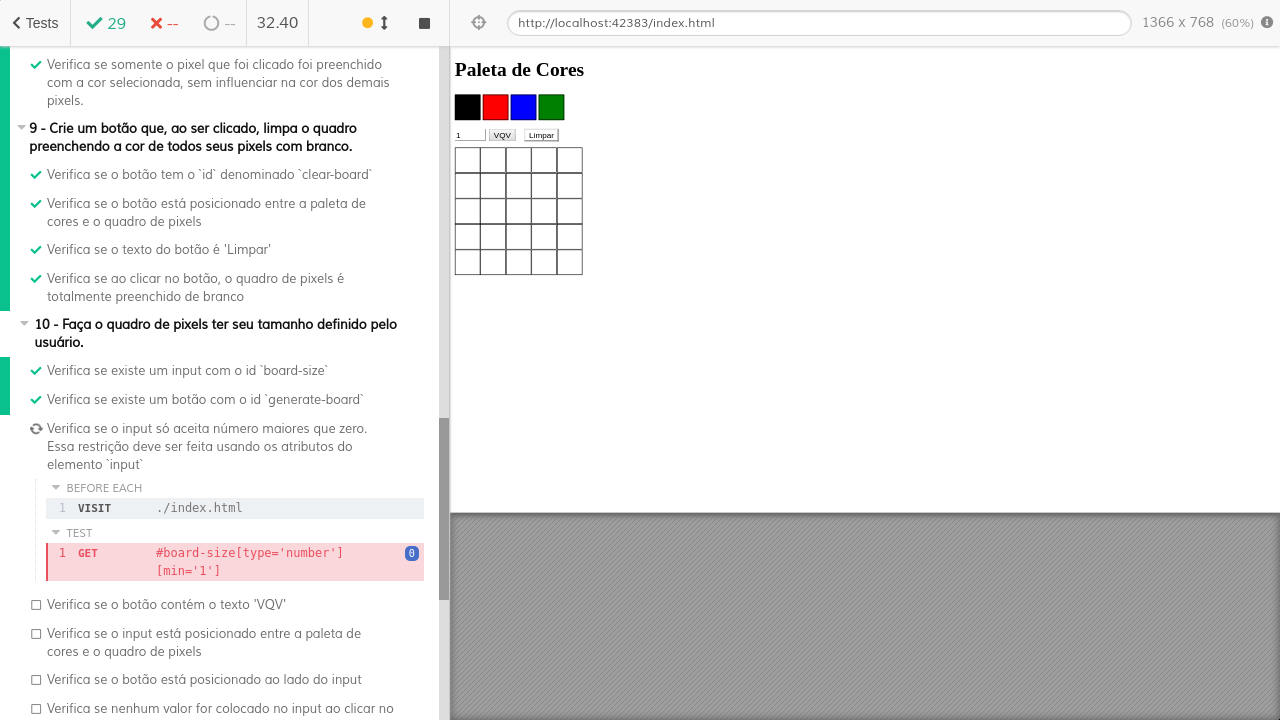 Tests
29
--
--
32.40
http://localhost:42383/index.html
1366 x 768 (60%)
Verifica se somente o pixel que foi clicado foi preenchido
com a cor selecionada, sem influenciar na cor dos demais
pixels.
9 - Crie um botão que, ao ser clicado, limpa o quadro
preenchendo a cor de todos seus pixels com branco.
Verifica se o botão tem o `id` denominado `clear-board`
Verifica se o botão está posicionado entre a paleta de
cores e o quadro de pixels
Verifica se o texto do botão é 'Limpar'
Verifica se ao clicar no botão, o quadro de pixels é
totalmente preenchido de branco
10 - Faça o quadro de pixels ter seu tamanho definido pelo
usuário.
Verifica se existe um input com o id `board-size`
Verifica se existe um botão com o id `generate-board`
Verifica se o input só aceita número maiores que zero.
Essa restrição deve ser feita usando os atributos do
elemento `input`
BEFORE EACH
1 VISIT ./index.html
TEST
1 GET #board-size[type='number'] 0
[min='1']
Verifica se o botão contém o texto 'VQV'
Verifica se o input está posicionado entre a paleta de
cores e o quadro de pixels
Verifica se o botão está posicionado ao lado do input
Verifica se nenhum valor for colocado no input ao clicar no
Paleta de Cores
1 VQV Limpar